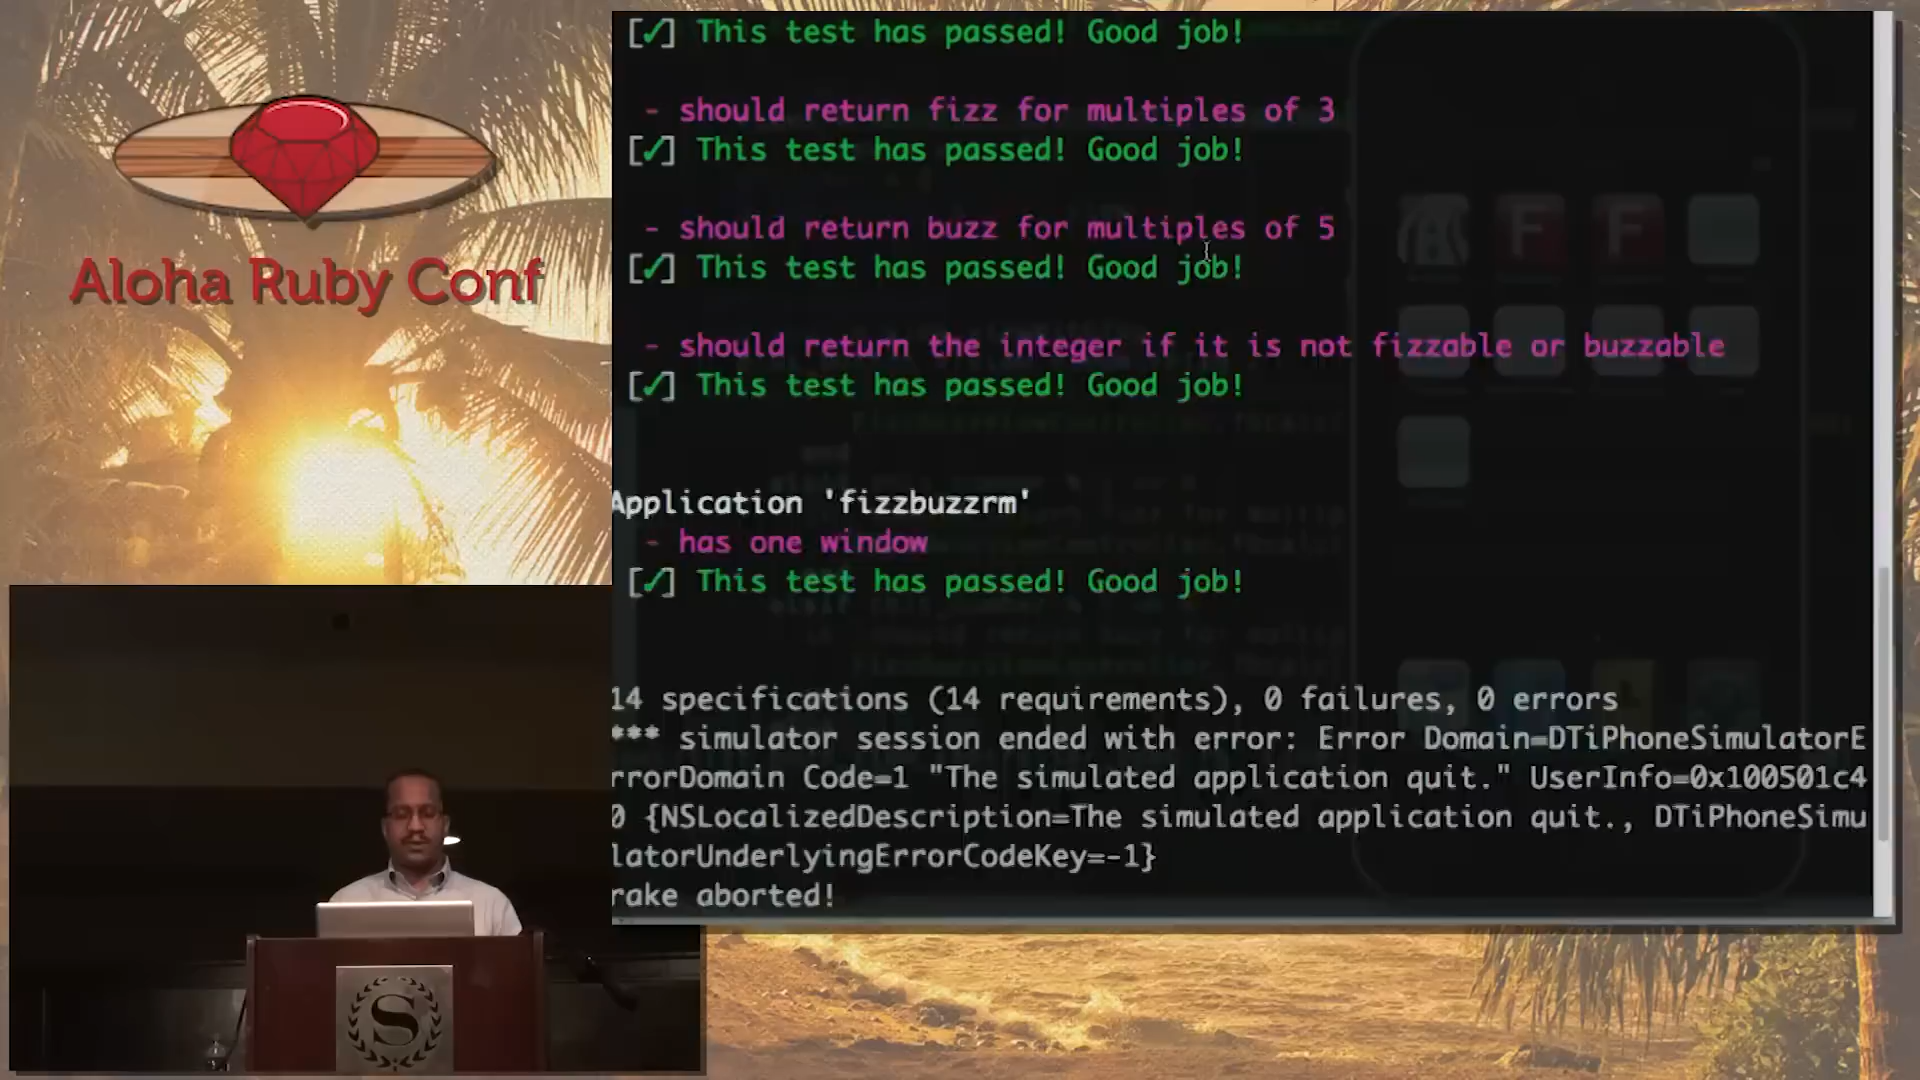 Aloha Ruby Conf
[✓] This test has passed! Good job!
- should return fizz for multiples of 3
[✓] This test has passed! Good job!
- should return buzz for multiples of 5
[✓] This test has passed! Good job!
- should return the integer if it is not fizzable or buzzable
[✓] This test has passed! Good job!
Application 'fizzbuzzrm'
- has one window
[✓] This test has passed! Good job!
14 specifications (14 requirements), 0 failures, 0 errors
*** simulator session ended with error: Error Domain=DTiPhoneSimulatorE
rrorDomain Code=1 "The simulated application quit." UserInfo=0x100501c4
0 {NSLocalizedDescription=The simulated application quit., DTiPhoneSimu
latorUnderlyingErrorCodeKey=-1}
rake aborted!
F
F
S